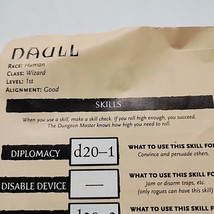 NAULL
RACE: Human
CLASS: Wizard
LEVEL: 1st
ALIGNMENT: Good
SKILLS
When you use a skill, make a skill check. If you roll high enough, you succeed.
The Dungeon Master knows how high you need to roll.
DIPLOMACY d20–1 WHAT TO USE THIS SKILL FO
Convince and persuade others.
DISABLE DEVICE — WHAT TO USE THIS SKILL FOR
Jam or disarm traps, etc.
(only rogues can have this skill)
WHAT TO USE THIS SKILL FOR